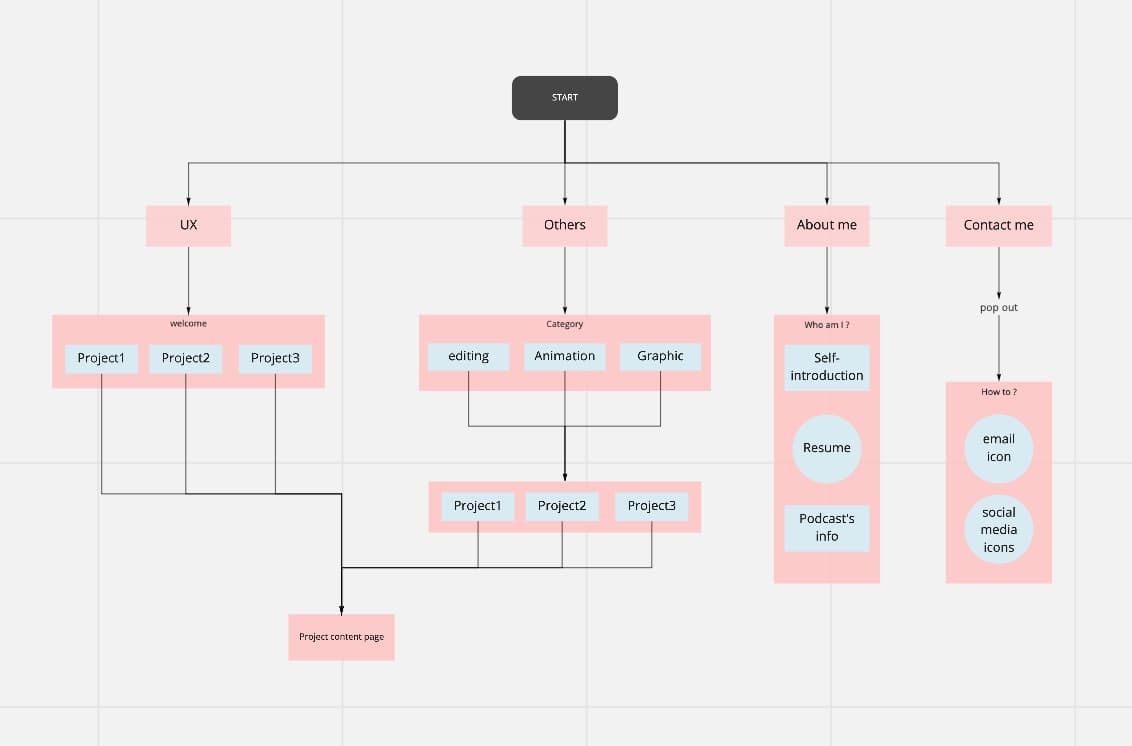 START
UX
Others
About me
Contact me
pop out
welcome
Project1
Project2
Project3
Category
editing
Animation
Graphic
Who am I ?
Self-
introduction
Resume
Podcast's
info
How to ?
email
icon
social
media
icons
Project1
Project2
Project3
Project content page